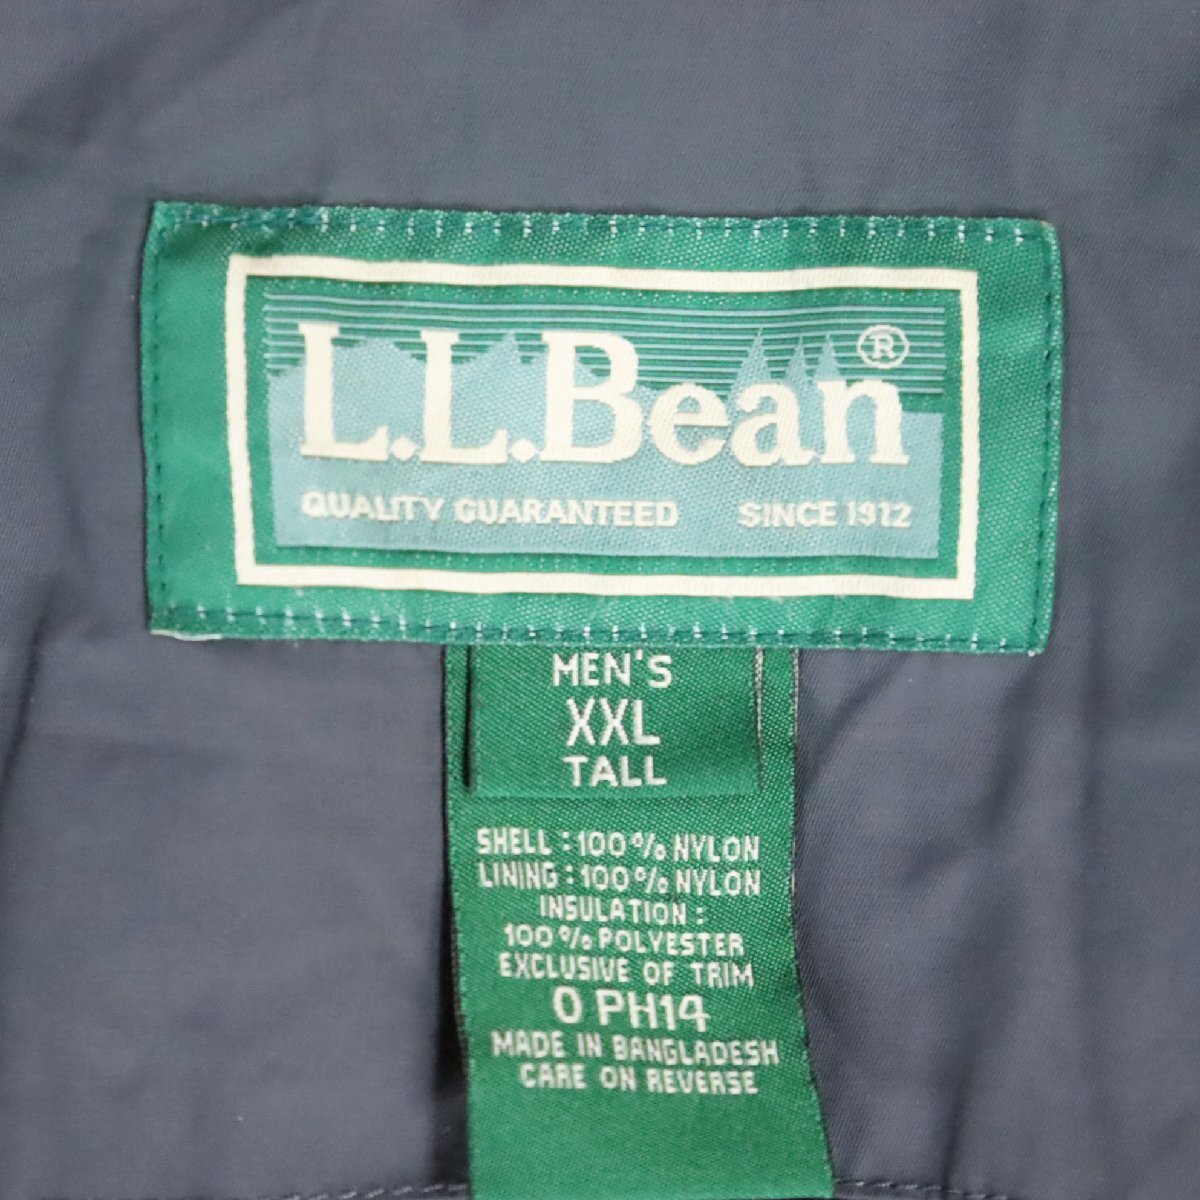 L.L.Bean®
QUALITY GUARANTEED SINCE 1912
MEN'S
XXL
TALL
SHELL : 100% NYLON
LINING : 100% NYLON
INSULATION :
100% POLYESTER
EXCLUSIVE OF TRIM
0 PH14
MADE IN BANGLADESH
CARE ON REVERSE